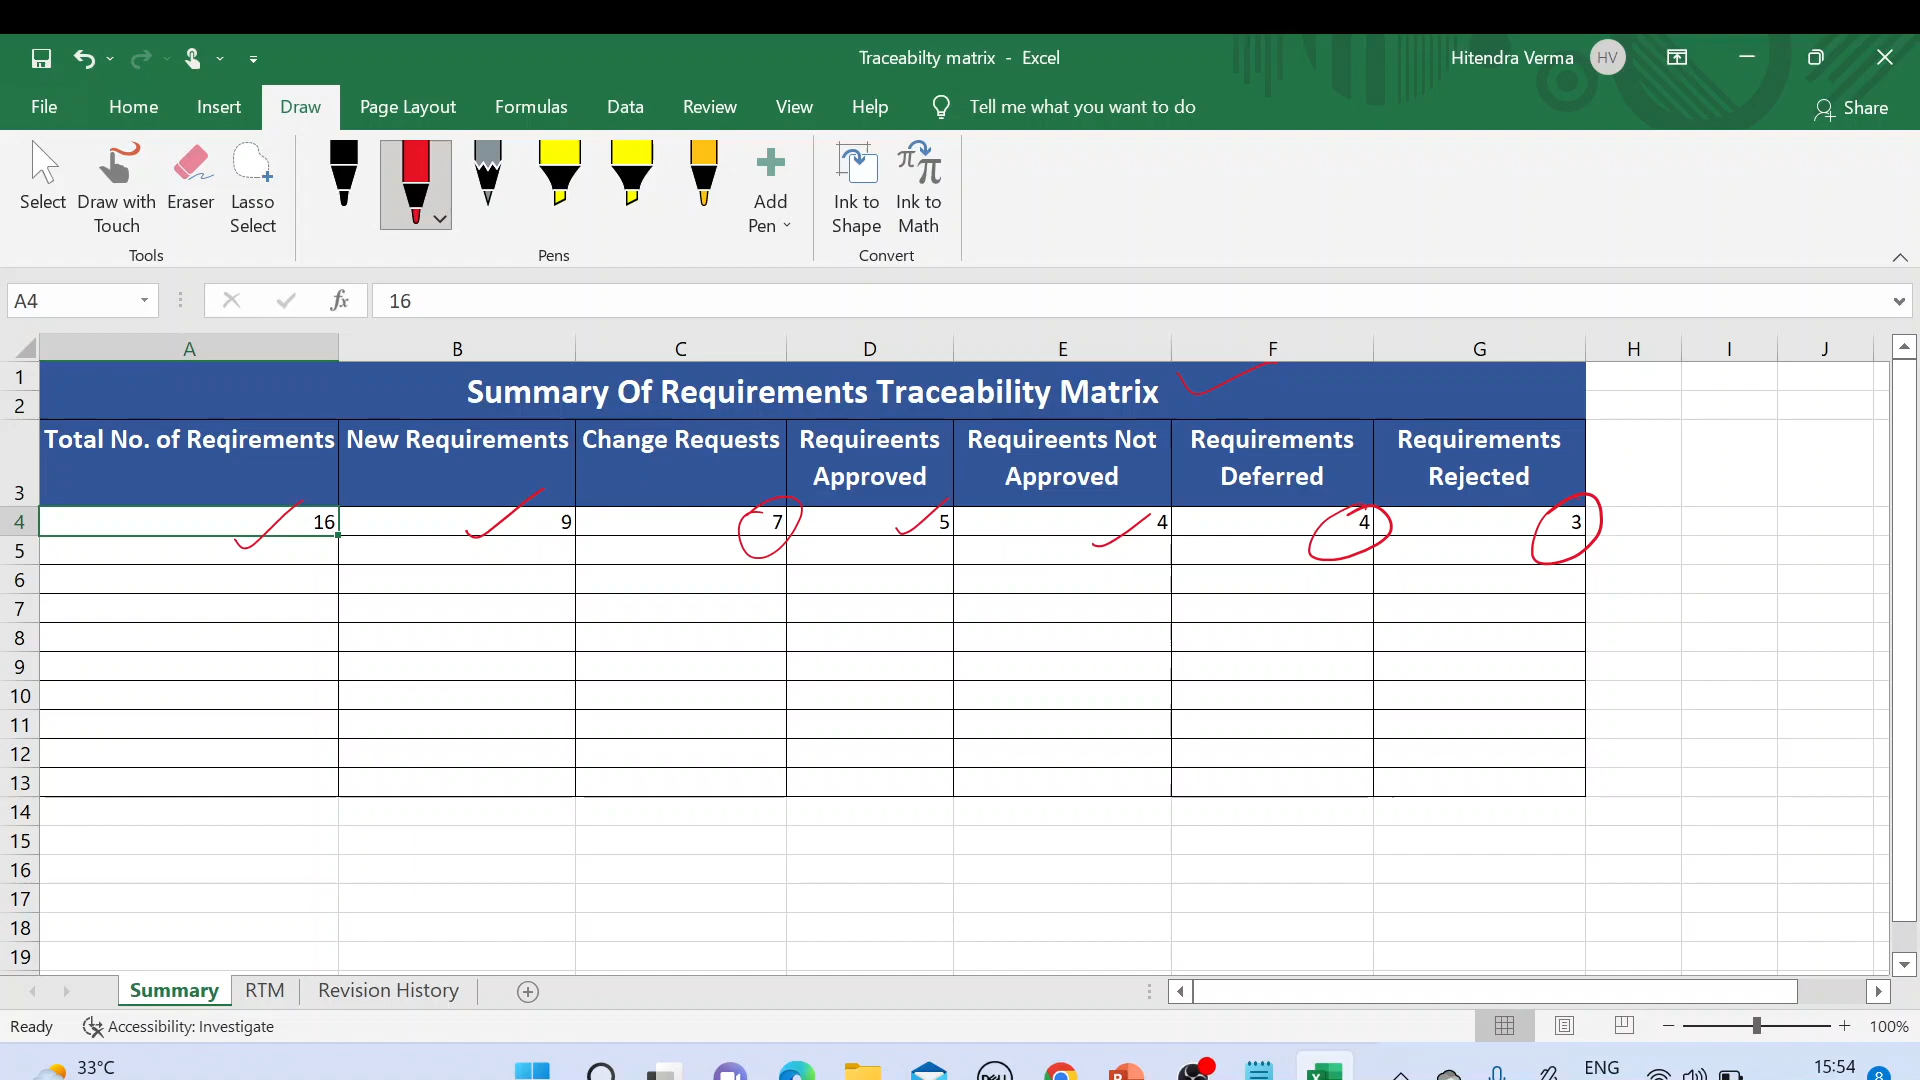 Traceabilty matrix - Excel
Hitendra Verma HV
File Home Insert Draw Page Layout Formulas Data Review View Help Tell me what you want to do Share
Select Draw with Touch Eraser Lasso Select
Add Pen
Ink to Shape Ink to Math
Tools Pens Convert
A4 fx 16
A B C D E F G H I J
1 Summary Of Requirements Traceability Matrix
2
3 Total No. of Reqirements New Requirements Change Requests Requireents Approved Requireents Not Approved Requirements Deferred Requirements Rejected
4 16 9 7 5 4 4 3
5
6
7
8
9
10
11
12
13
14
15
16
17
18
19
Summary RTM Revision History
Ready Accessibility: Investigate 100%
33°C ENG 15:54 8